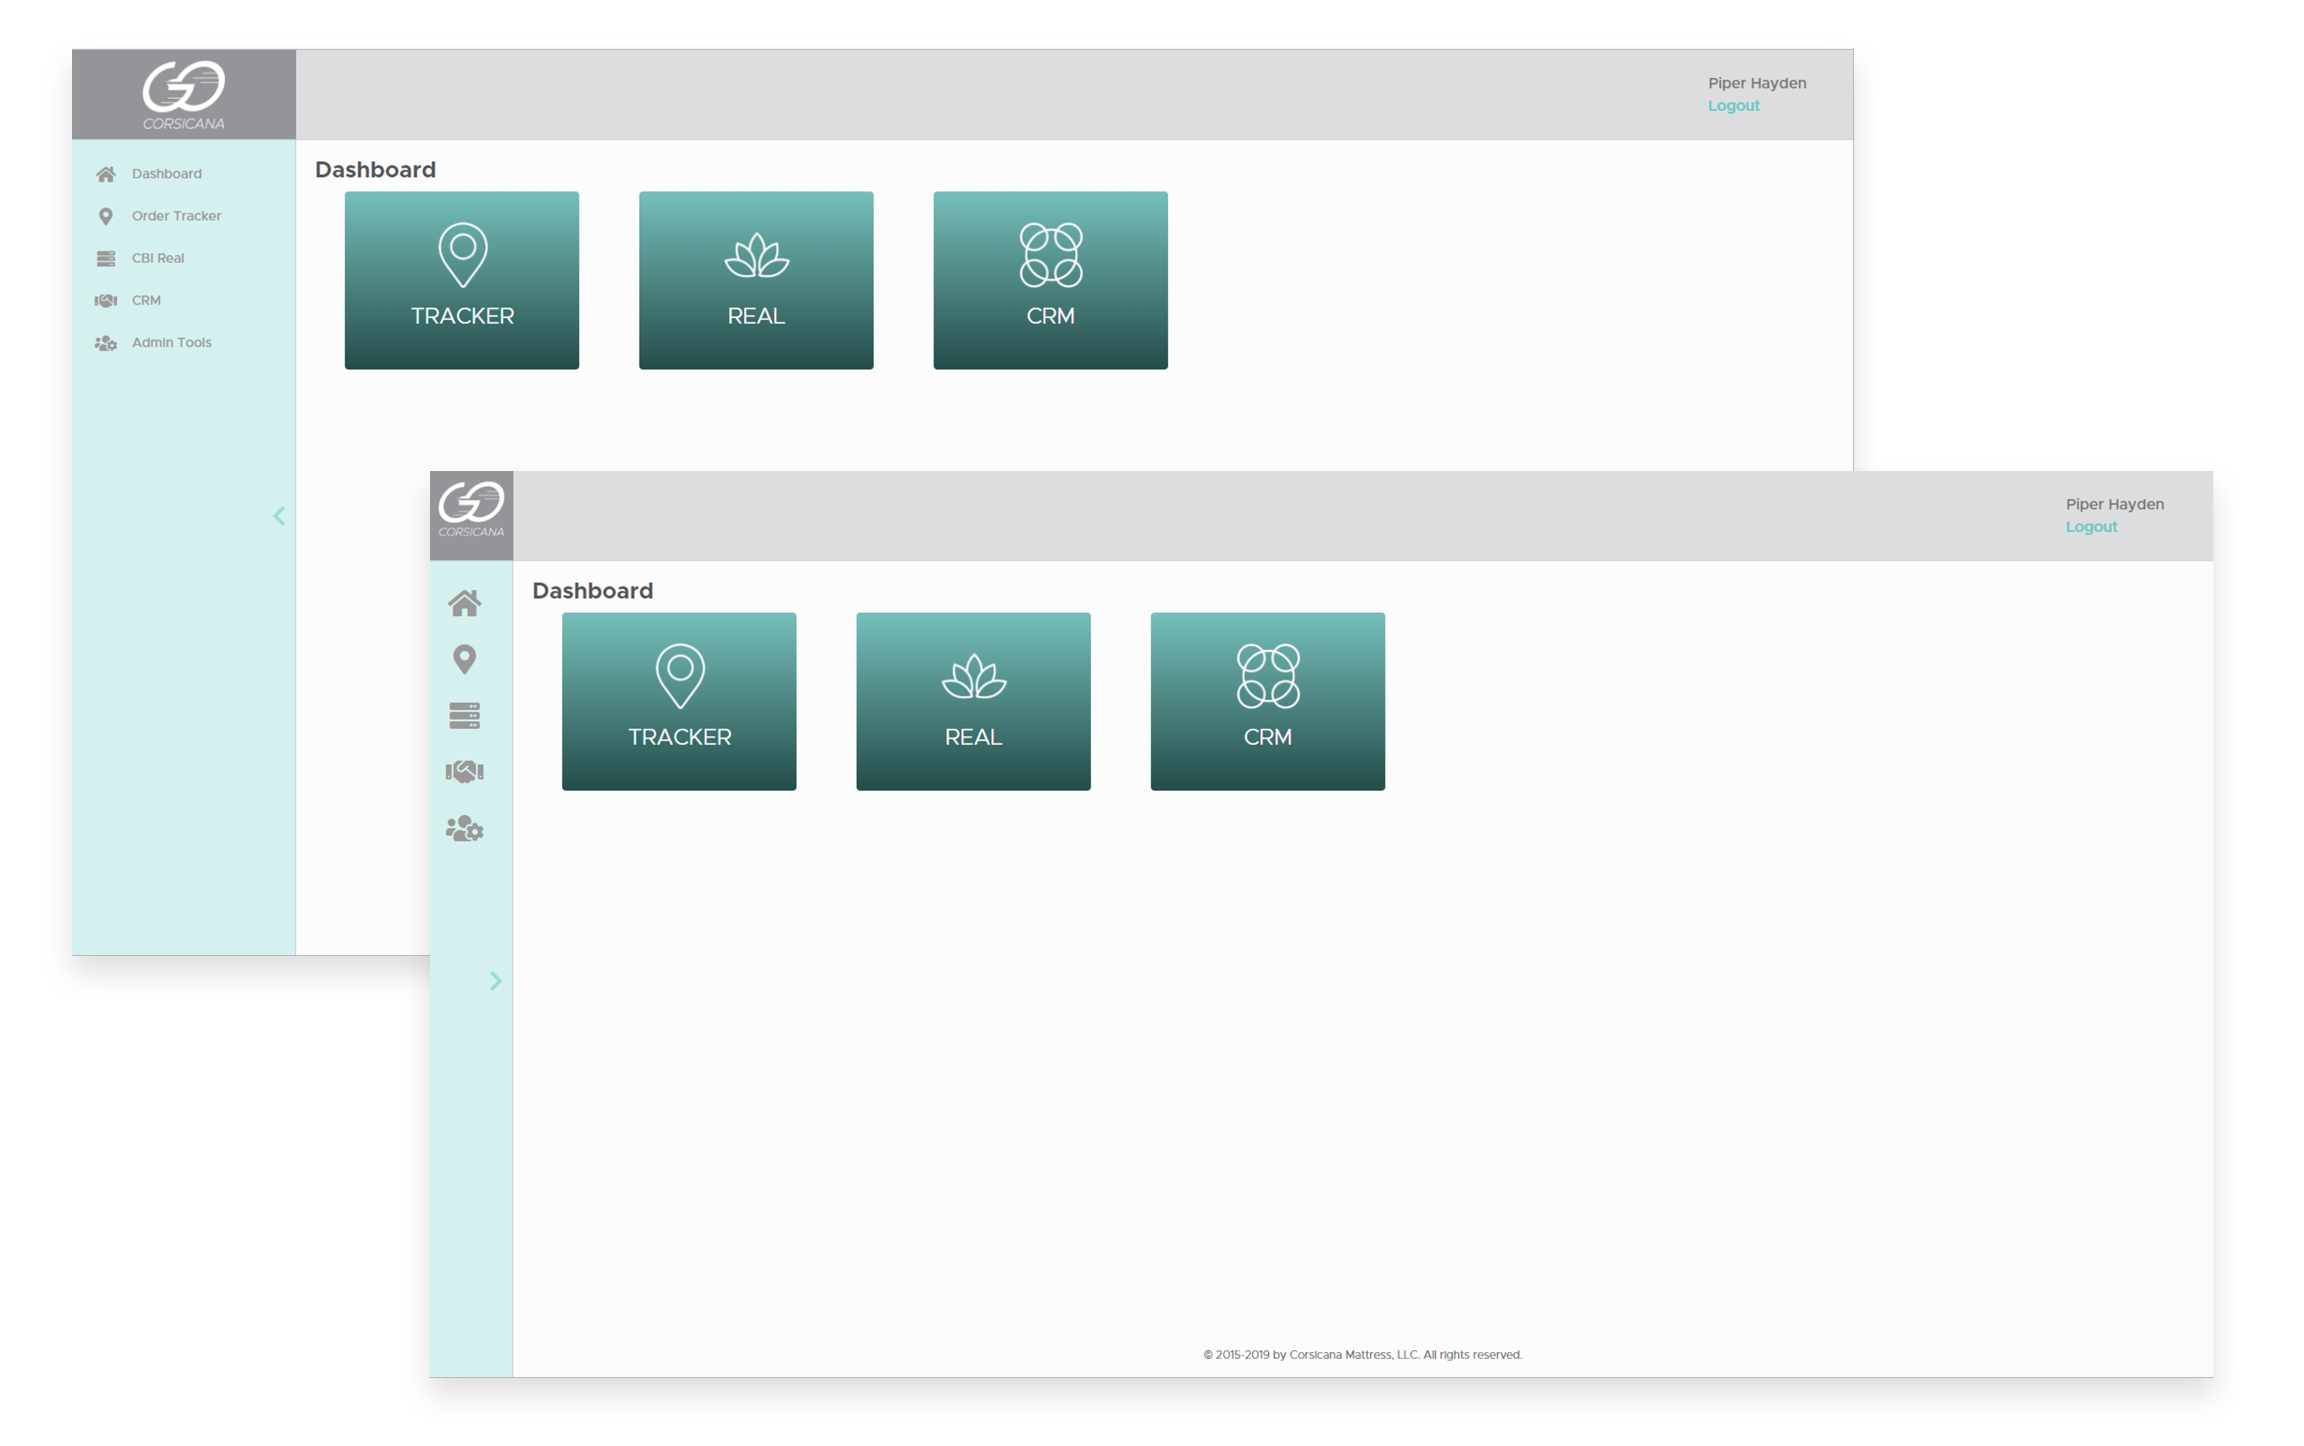 CORSICANA
Piper Hayden
Logout
Dashboard
Order Tracker
CBI Real
CRM
Admin Tools
Dashboard
TRACKER
REAL
CRM
CORSICANA
Piper Hayden
Logout
Dashboard
TRACKER
REAL
CRM
© 2015-2019 by Corsicana Mattress, LLC. All rights reserved.